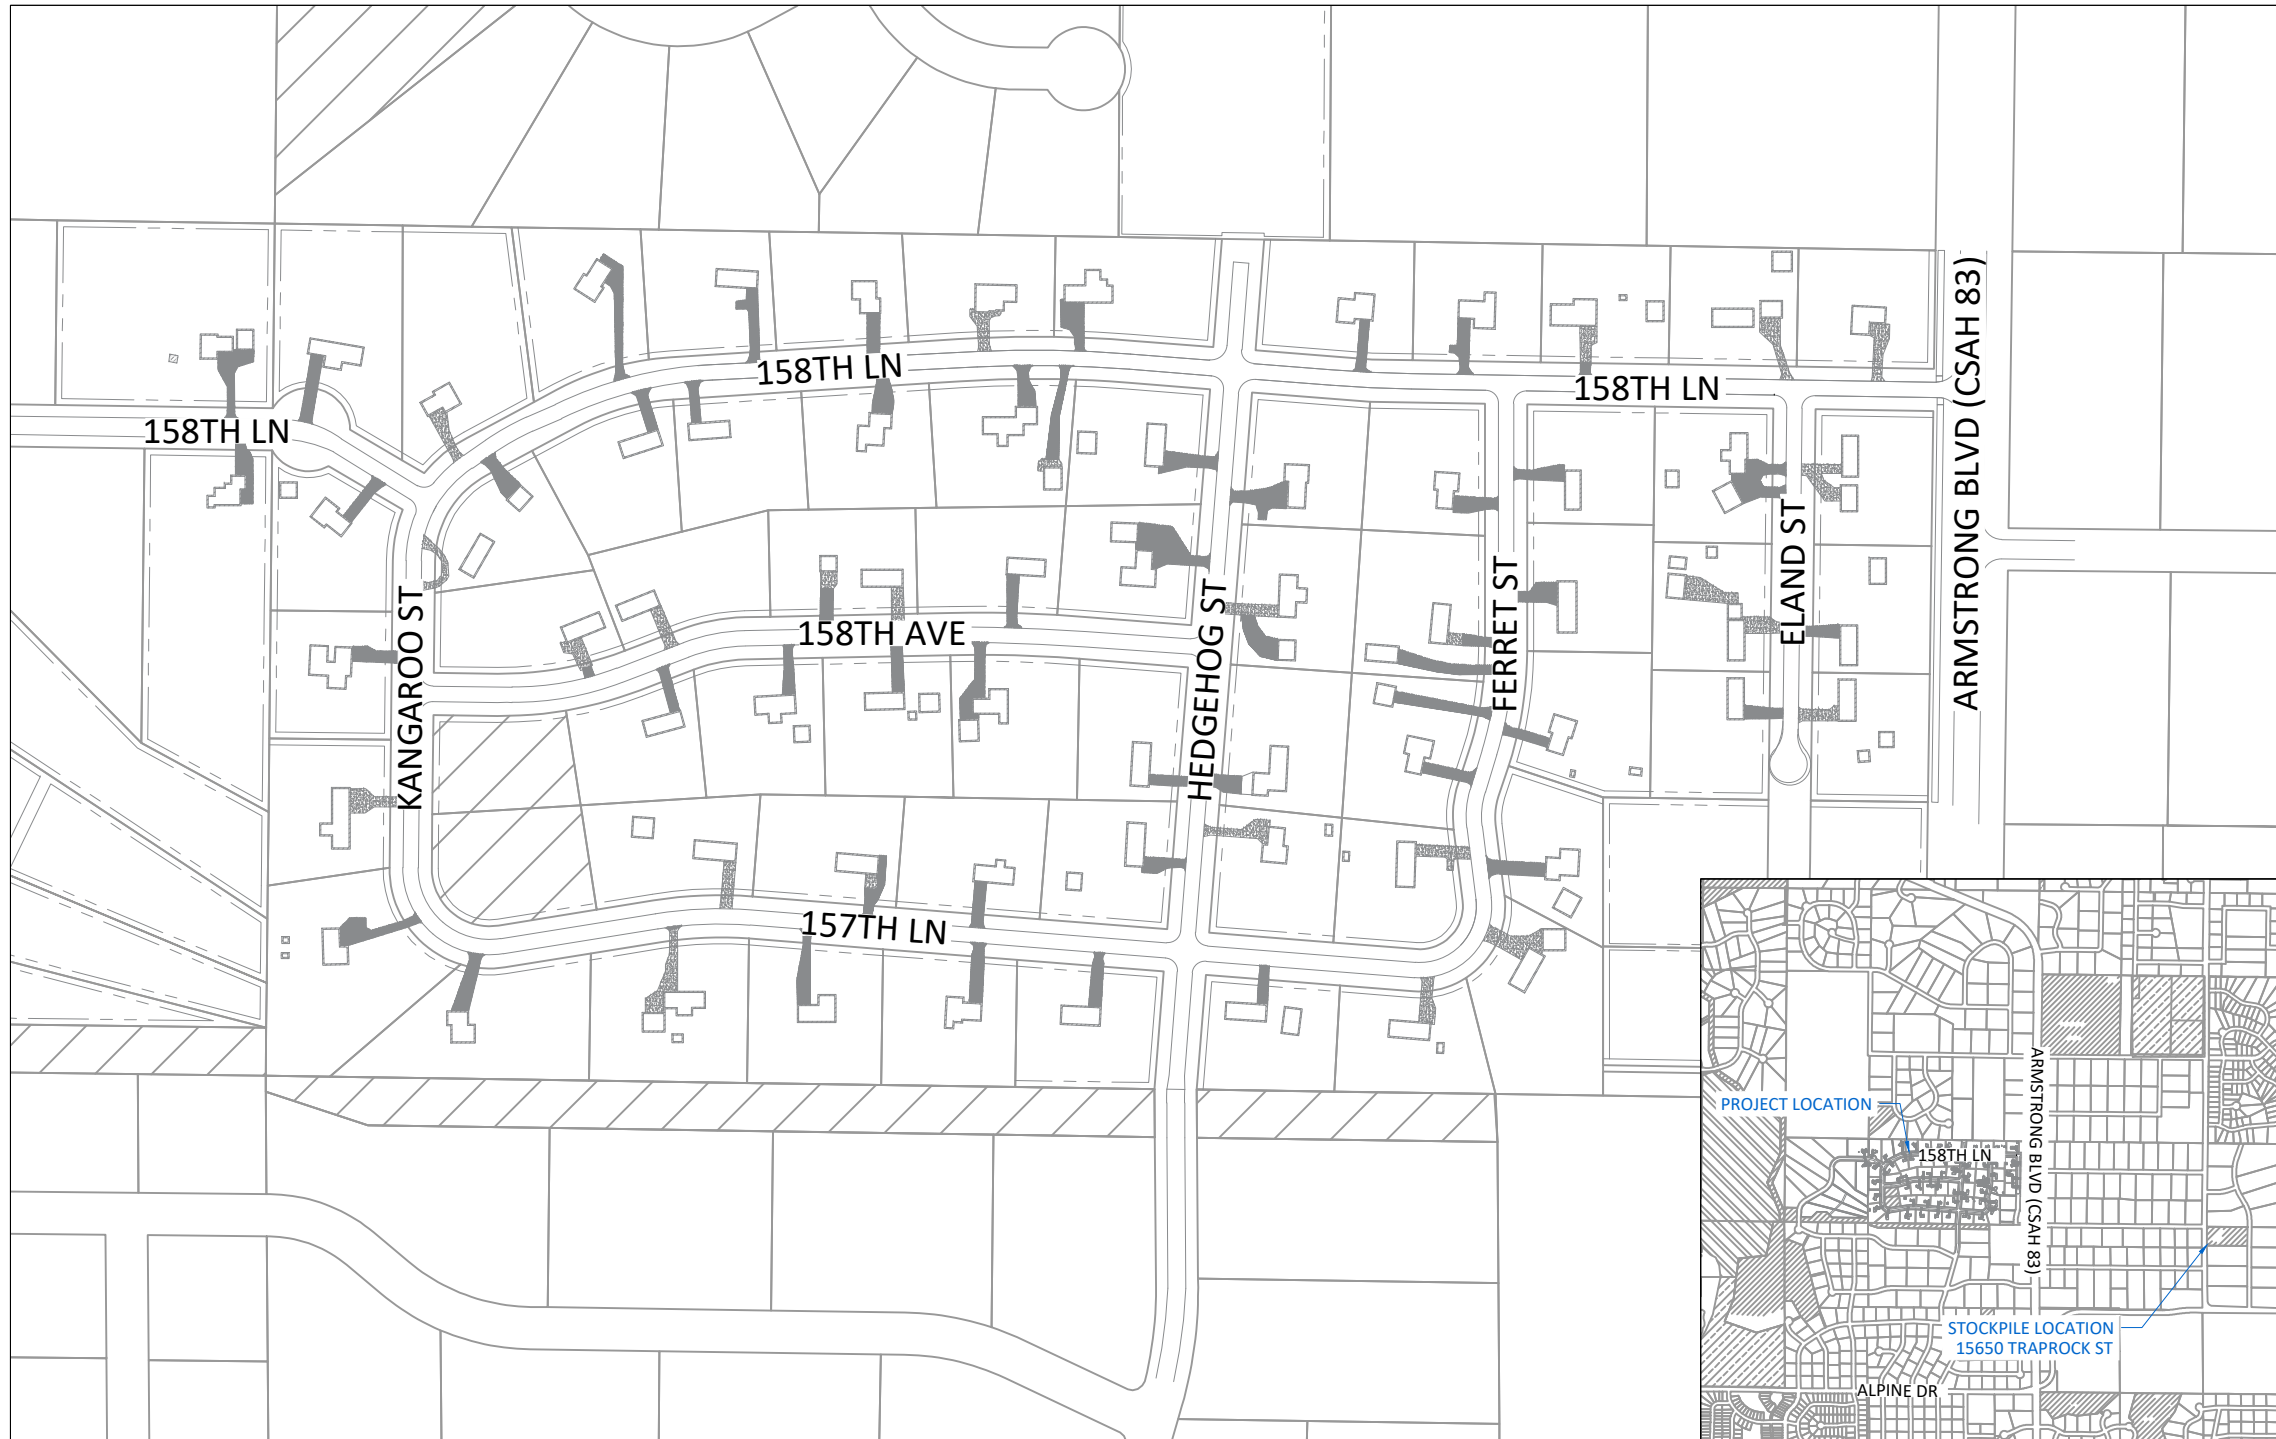 158TH LN
158TH LN
158TH LN
ARMSTRONG BLVD (CSAH 83)
KANGAROO ST
158TH AVE
HEDGEHOG ST
FERRET ST
ELAND ST
157TH LN
PROJECT LOCATION
158TH LN
ARMSTRONG BLVD (CSAH 83)
STOCKPILE LOCATION
15650 TRAPROCK ST
ALPINE DR